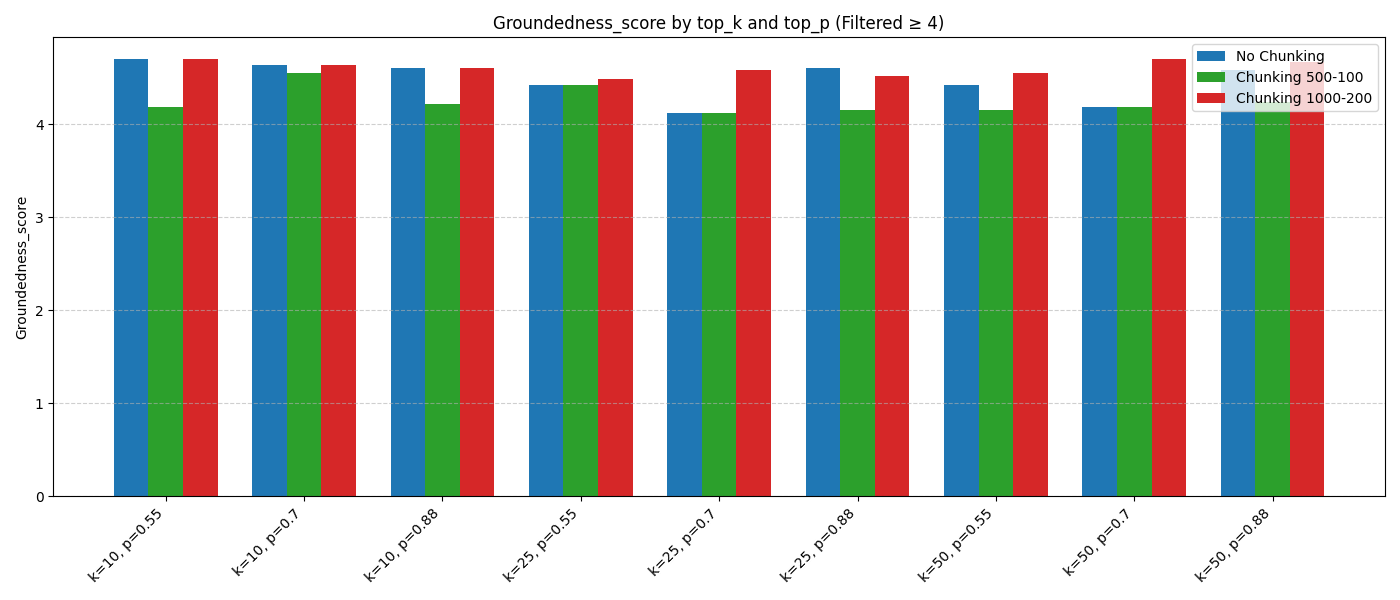 Groundedness_score by top_k and top_p (Filtered ≥ 4)
No Chunking
Chunking 500-100
Chunking 1000-200
Groundedness_score
4
3
2
1
0
k=10, p=0.55
k=10, p=0.7
k=10, p=0.88
k=25, p=0.55
k=25, p=0.7
k=25, p=0.88
k=50, p=0.55
k=50, p=0.7
k=50, p=0.88